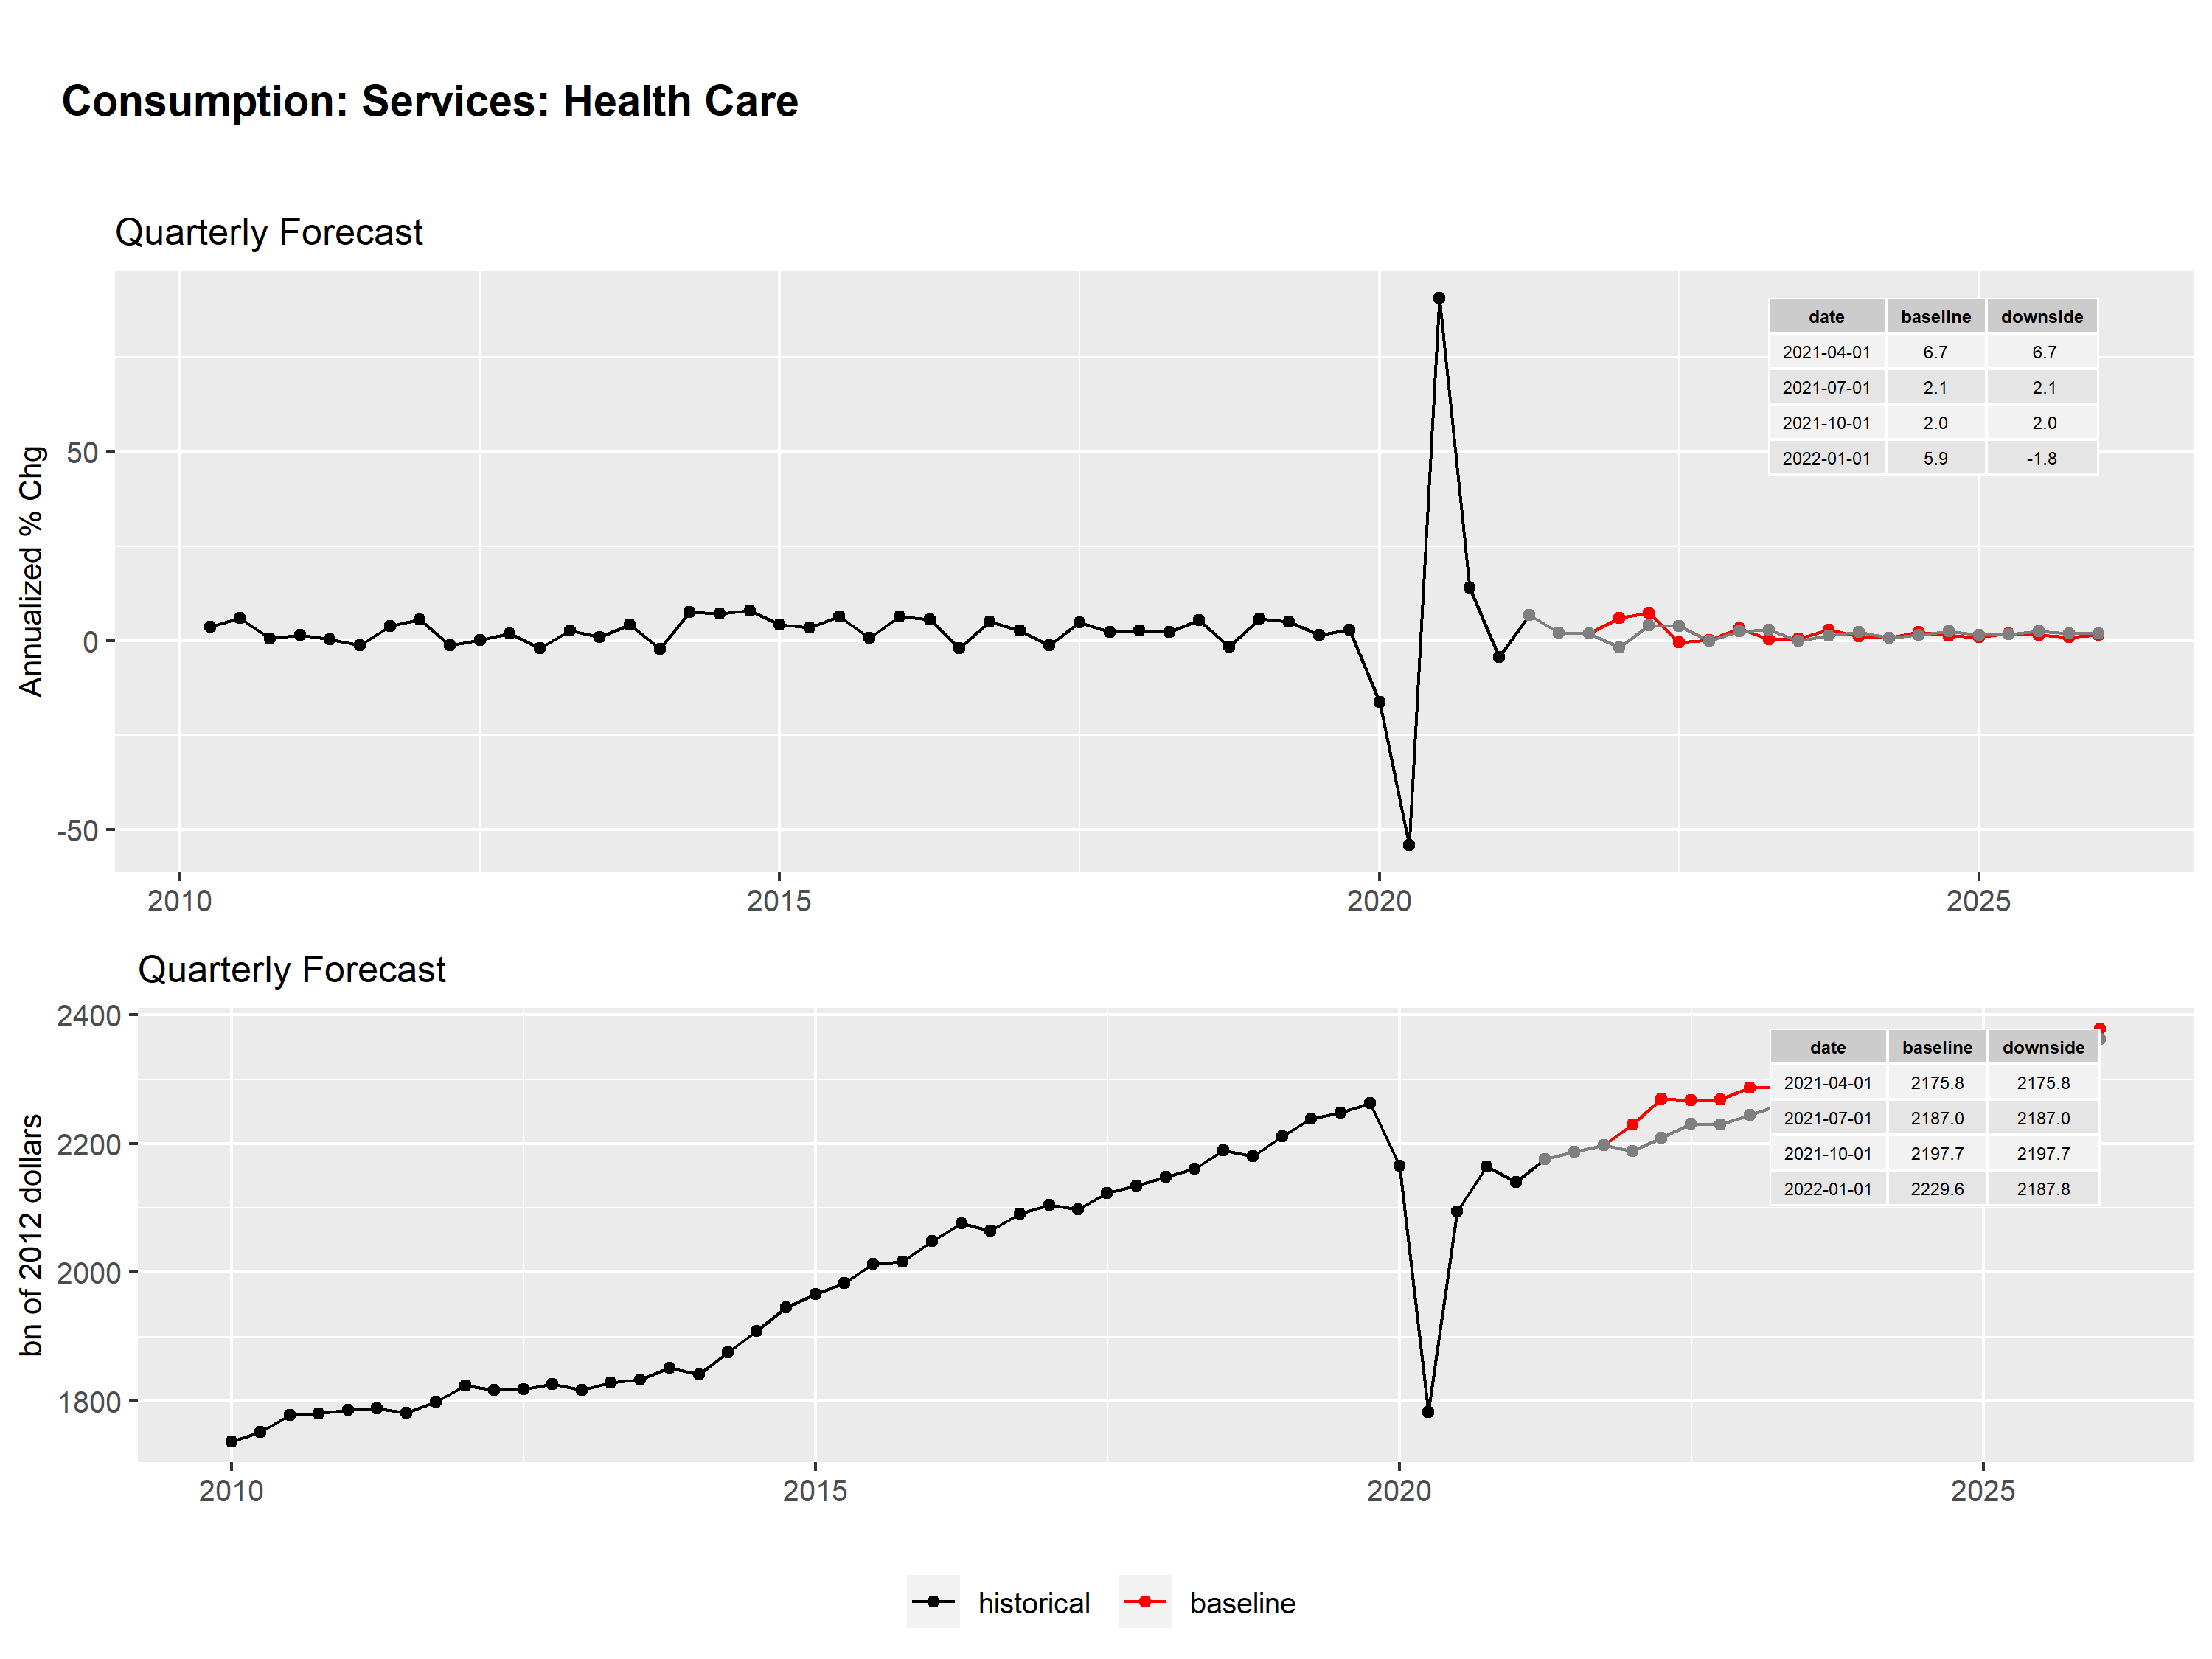 Consumption: Services: Health Care
Quarterly Forecast
Annualized % Chg
50
0
-50
date baseline downside
2021-04-01 6.7 6.7
2021-07-01 2.1 2.1
2021-10-01 2.0 2.0
2022-01-01 5.9 -1.8
2010 2015 2020 2025
Quarterly Forecast
bn of 2012 dollars
2400
2200
2000
1800
date baseline downside
2021-04-01 2175.8 2175.8
2021-07-01 2187.0 2187.0
2021-10-01 2197.7 2197.7
2022-01-01 2229.6 2187.8
2010 2015 2020 2025
historical baseline